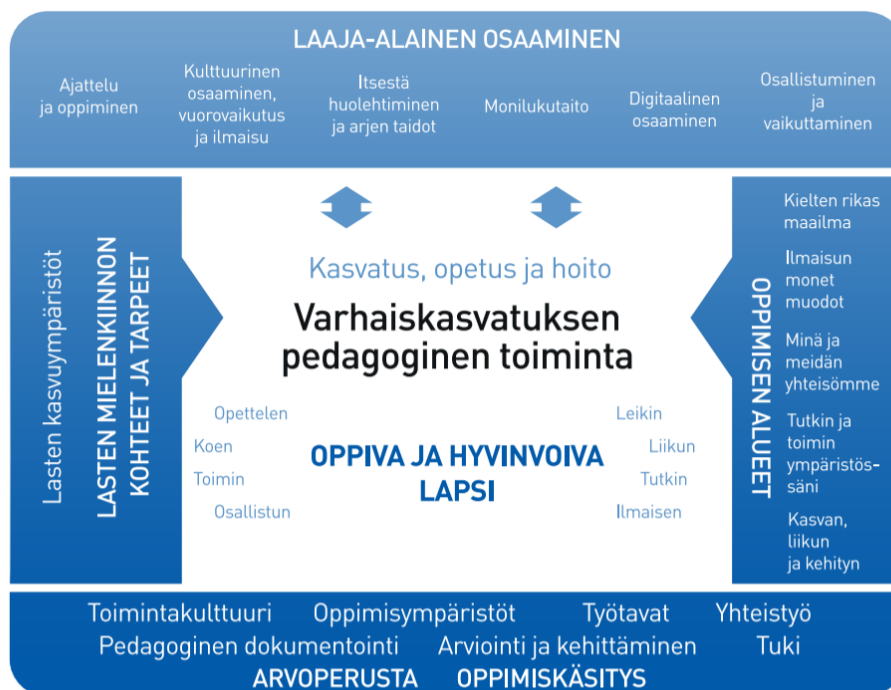 LAAJA-ALAINEN OSAAMINEN
Ajattelu
ja oppiminen
Kulttuurinen
osaaminen,
vuorovaikutus
ja ilmaisu
Itsestä
huolehtiminen
ja arjen taidot
Monilukutaito
Digitaalinen
osaaminen
Osallistuminen
ja
vaikuttaminen
Lasten kasvuympäristöt
LASTEN MIELENKIINNON
KOHTEET JA TARPEET
Kasvatus, opetus ja hoito
Varhaiskasvatuksen
pedagoginen toiminta
Opettelen
Koen
Toimin
Osallistun
OPPIVA JA HYVINVOIVA
LAPSI
Leikin
Liikun
Tutkin
Ilmaisen
OPPIMISEN ALUEET
Kielten rikas
maailma
Ilmaisun
monet
muodot
Minä ja
meidän
yhteisömme
Tutkin ja
toimin
ympäristös-
säni
Kasvan,
liikun
ja kehityn
Toimintakulttuuri Oppimisympäristöt Työtavat Yhteistyö
Pedagoginen dokumentointi Arviointi ja kehittäminen Tuki
ARVOPERUSTA OPPIMISKÄSITYS